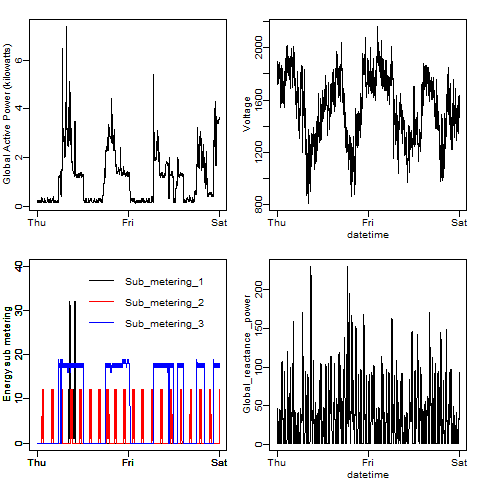 Global Active Power (kilowatts)
0
2
4
6
Thu
Fri
Sat
Voltage
800
1200
1600
2000
Thu
Fri
Sat
datetime
Energy sub metering
0
10
20
30
40
Sub_metering_1
Sub_metering_2
Sub_metering_3
Thu
Fri
Sat
Global_reactance _power
0
50
100
150
200
Thu
Fri
Sat
datetime